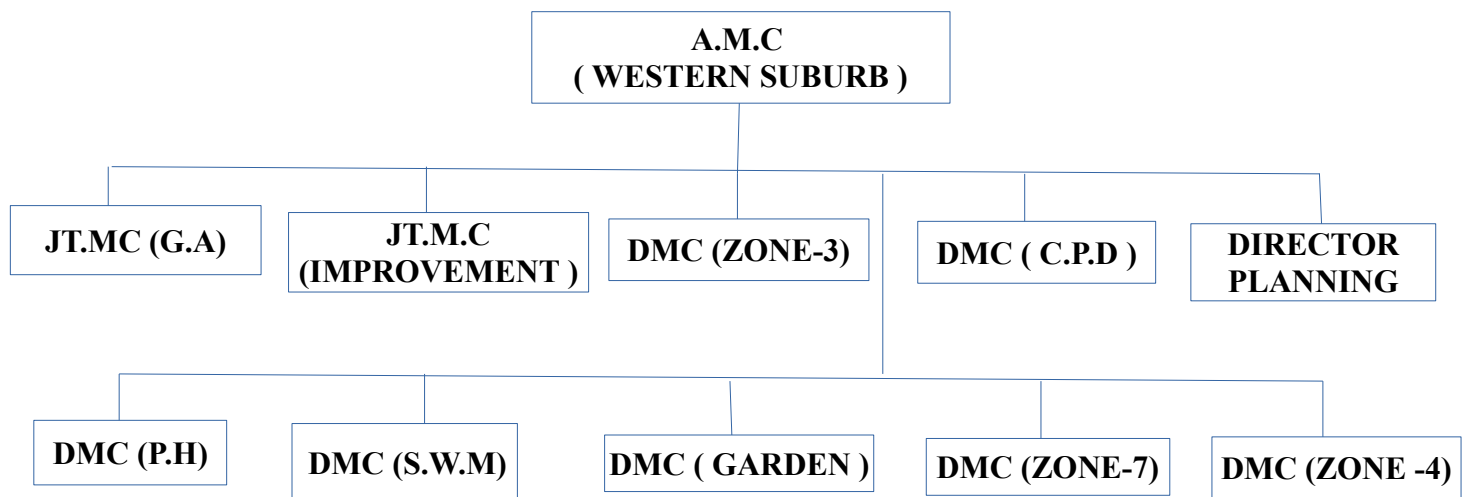 A.M.C
( WESTERN SUBURB )
JT.MC (G.A)
JT.M.C
(IMPROVEMENT )
DMC (ZONE-3)
DMC ( C.P.D )
DIRECTOR
PLANNING
DMC (P.H)
DMC (S.W.M)
DMC ( GARDEN )
DMC (ZONE-7)
DMC (ZONE -4)